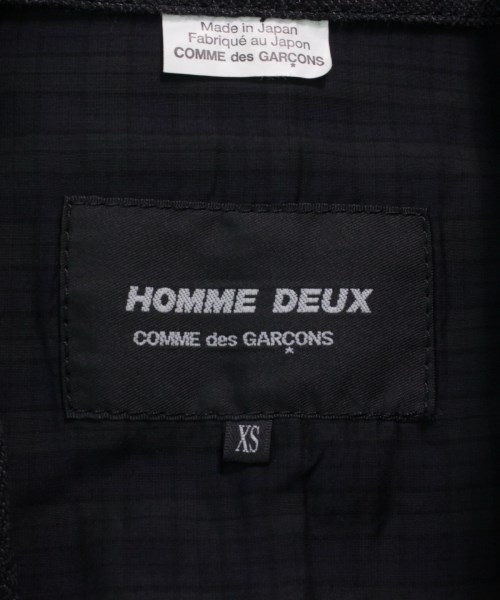 Made in Japan
Fabriqué au Japon
COMME des GARÇONS
HOMME DEUX
COMME des GARÇONS
XS